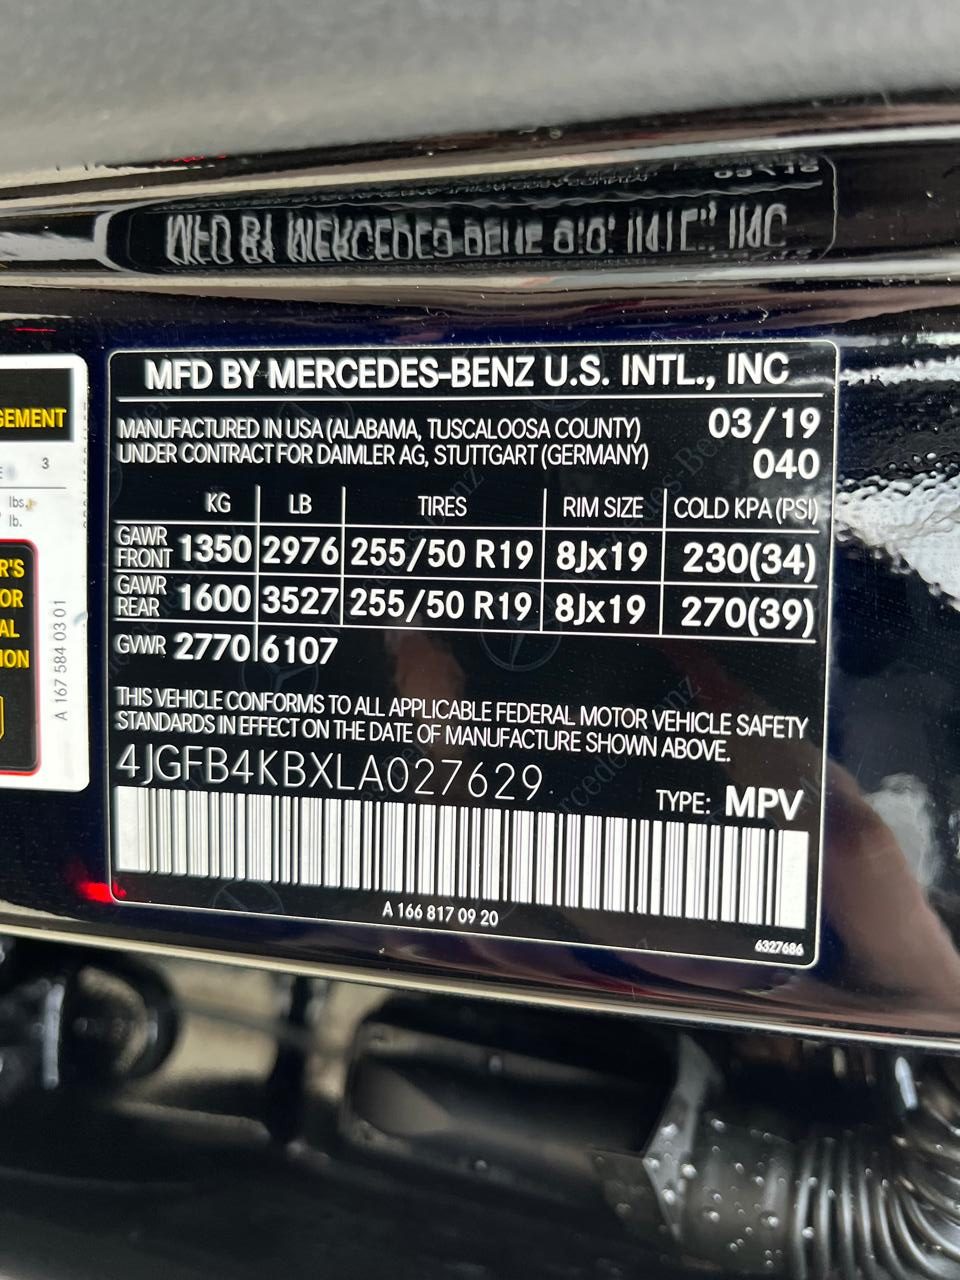 MFD BY MERCEDES-BENZ U.S. INTL., INC
MANUFACTURED IN USA (ALABAMA, TUSCALOOSA COUNTY) 03/19
UNDER CONTRACT FOR DAIMLER AG, STUTTGART (GERMANY) 040
KG LB TIRES RIM SIZE COLD KPA (PSI)
GAWR FRONT 1350 2976 255/50 R19 8Jx19 230(34)
GAWR REAR 1600 3527 255/50 R19 8Jx19 270(39)
GVWR 2770 6107
THIS VEHICLE CONFORMS TO ALL APPLICABLE FEDERAL MOTOR VEHICLE SAFETY
STANDARDS IN EFFECT ON THE DATE OF MANUFACTURE SHOWN ABOVE.
4JGFB4KBXLA027629
TYPE: MPV
A 166 817 09 20
6327686
3
lbs.
lb.
A 167 584 03 01